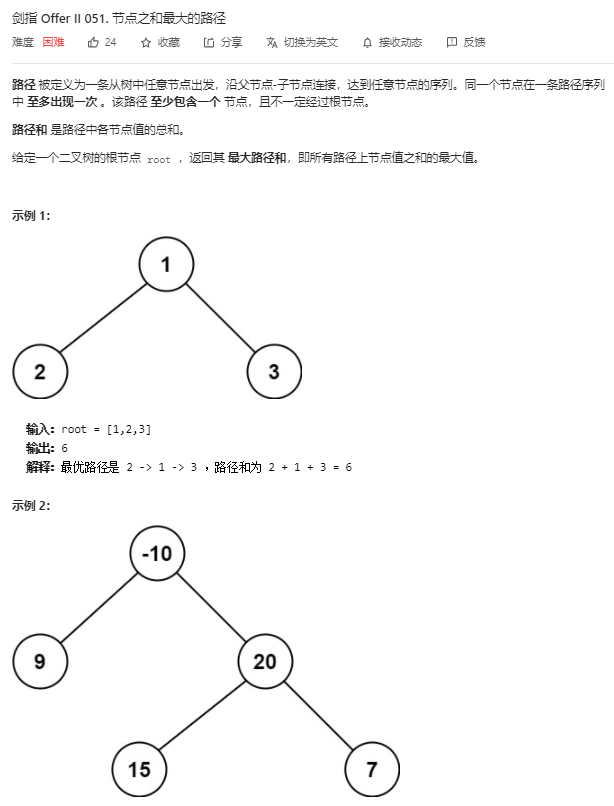 剑指 Offer II 051. 节点之和最大的路径
难度 困难 24 收藏 分享 切换为英文 接收动态 反馈
路径 被定义为一条从树中任意节点出发，沿父节点-子节点连接，达到任意节点的序列。同一个节点在一条路径序列
中 至多出现一次 。该路径 至少包含一个 节点，且不一定经过根节点。
路径和 是路径中各节点值的总和。
给定一个二叉树的根节点 root ，返回其 最大路径和，即所有路径上节点值之和的最大值。
示例 1：
1
2 3
输入：root = [1,2,3]
输出：6
解释：最优路径是 2 -> 1 -> 3 ，路径和为 2 + 1 + 3 = 6
示例 2：
-10
9 20
15 7